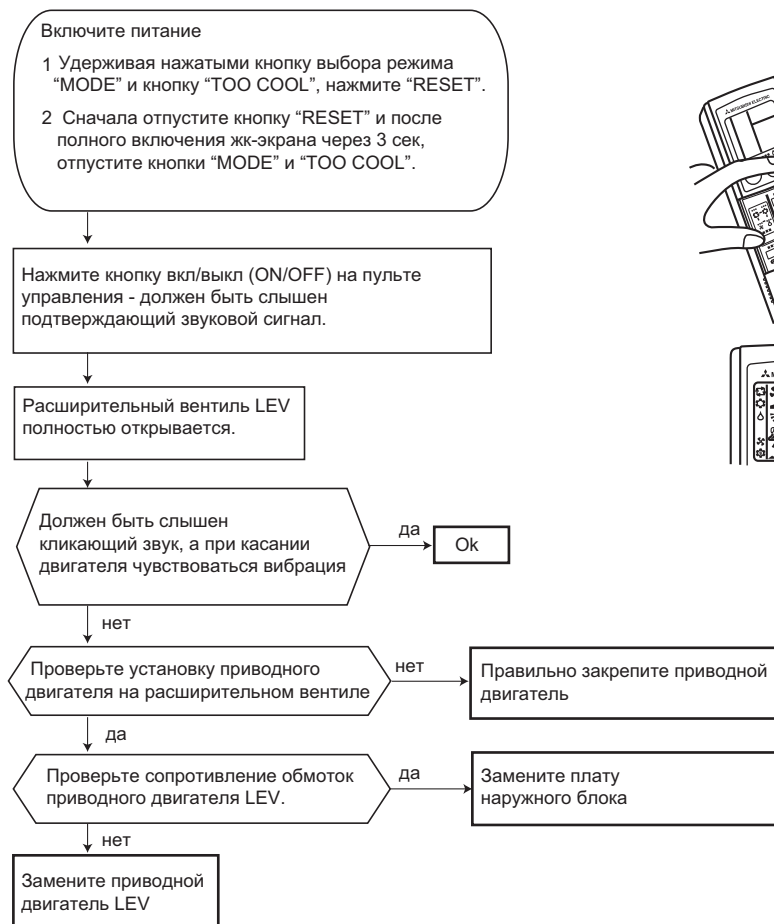 Включите питание
1 Удерживая нажатыми кнопку выбора режима
“MODE” и кнопку “TOO COOL”, нажмите “RESET”.
2 Сначала отпустите кнопку “RESET” и после
полного включения жк-экрана через 3 сек,
отпустите кнопки “MODE” и “TOO COOL”.
MITSUBISHI ELECTRIC
Нажмите кнопку вкл/выкл (ON/OFF) на пульте
управления - должен быть слышен
подтверждающий звуковой сигнал.
Расширительный вентиль LEV
полностью открывается.
Должен быть слышен
кликающий звук, а при касании
двигателя чувствоваться вибрация
да
Ok
нет
Проверьте установку приводного
двигателя на расширительном вентиле
нет
Правильно закрепите приводной
двигатель
да
Проверьте сопротивление обмоток
приводного двигателя LEV.
да
Замените плату
наружного блока
нет
Замените приводной
двигатель LEV